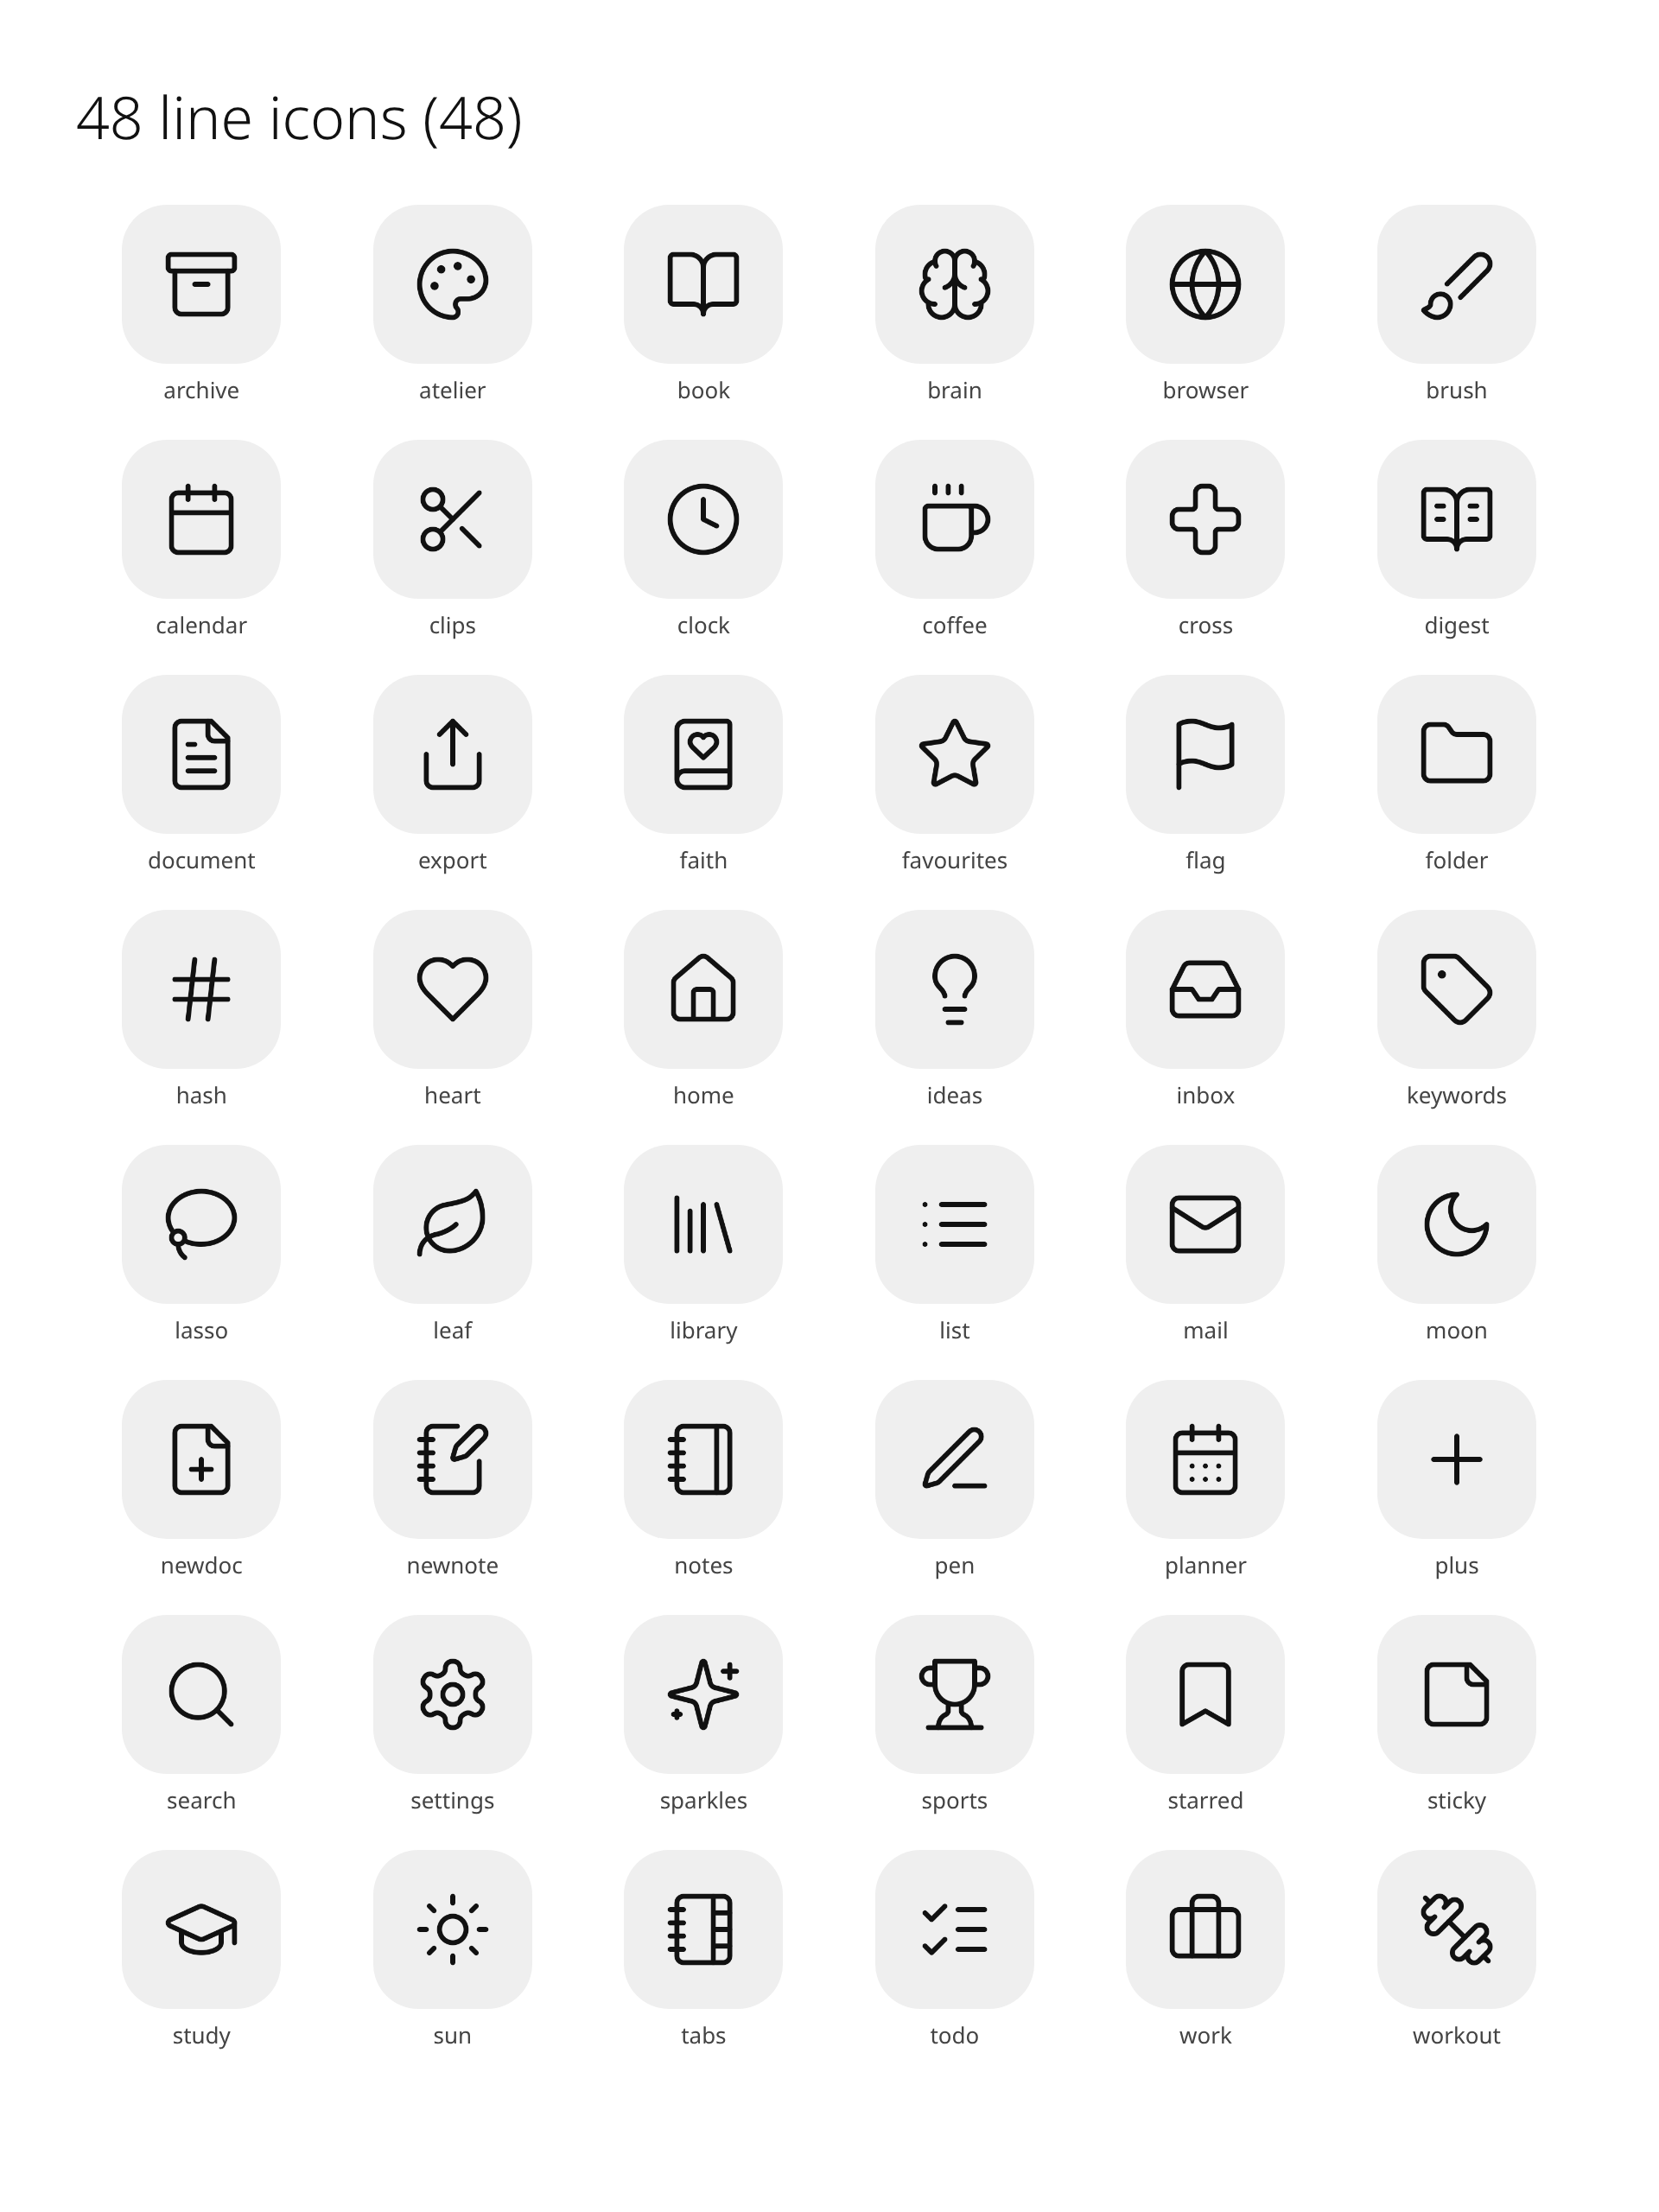 48 line icons (48)
archive atelier book brain browser brush
calendar clips clock coffee cross digest
document export faith favourites flag folder
hash heart home ideas inbox keywords
lasso leaf library list mail moon
newdoc newnote notes pen planner plus
search settings sparkles sports starred sticky
study sun tabs todo work workout